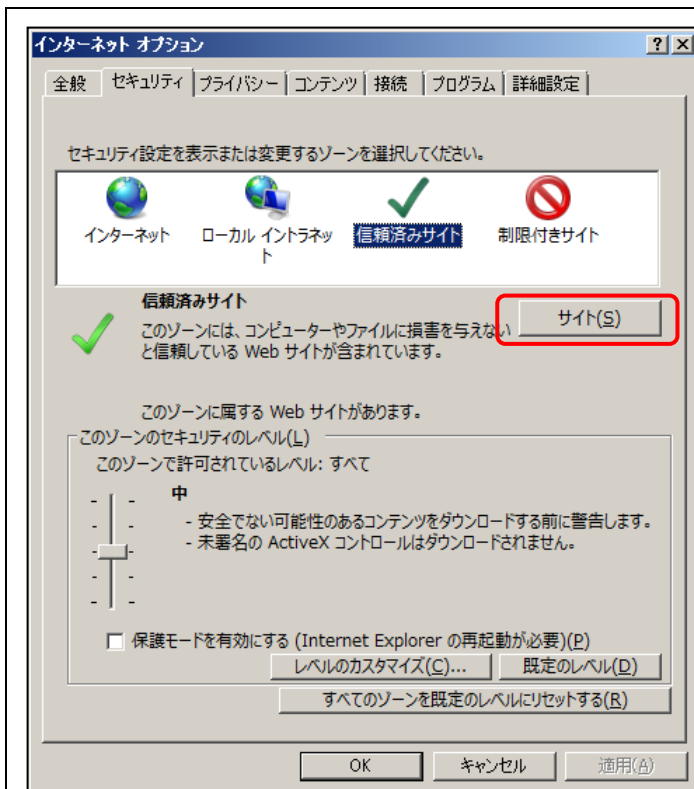 インターネット オプション
全般 セキュリティ プライバシー コンテンツ 接続 プログラム 詳細設定
セキュリティ設定を表示または変更するゾーンを選択してください。
インターネット ローカル イントラネット 信頼済みサイト 制限付きサイト
信頼済みサイト
サイト(S)
このゾーンには、コンピューターやファイルに損害を与えない
と信頼している Web サイトが含まれています。
このゾーンに属する Web サイトがあります。
このゾーンのセキュリティのレベル(L)
このゾーンで許可されているレベル: すべて
中
- 安全でない可能性のあるコンテンツをダウンロードする前に警告します。
- 未署名の ActiveX コントロールはダウンロードされません。
保護モードを有効にする (Internet Explorer の再起動が必要)(P)
レベルのカスタマイズ(C)... 既定のレベル(D)
すべてのゾーンを既定のレベルにリセットする(R)
OK キャンセル 適用(A)